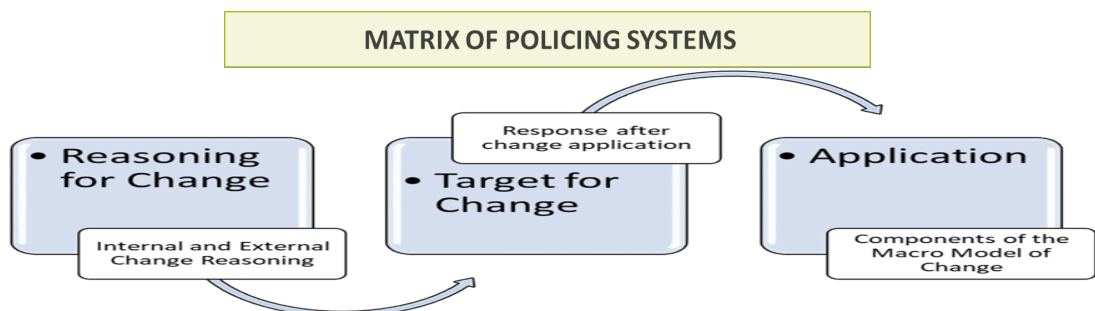 MATRIX OF POLICING SYSTEMS
• Reasoning
for Change
Internal and External
Change Reasoning
Response after
change application
• Target for
Change
• Application
Components of the
Macro Model of
Change